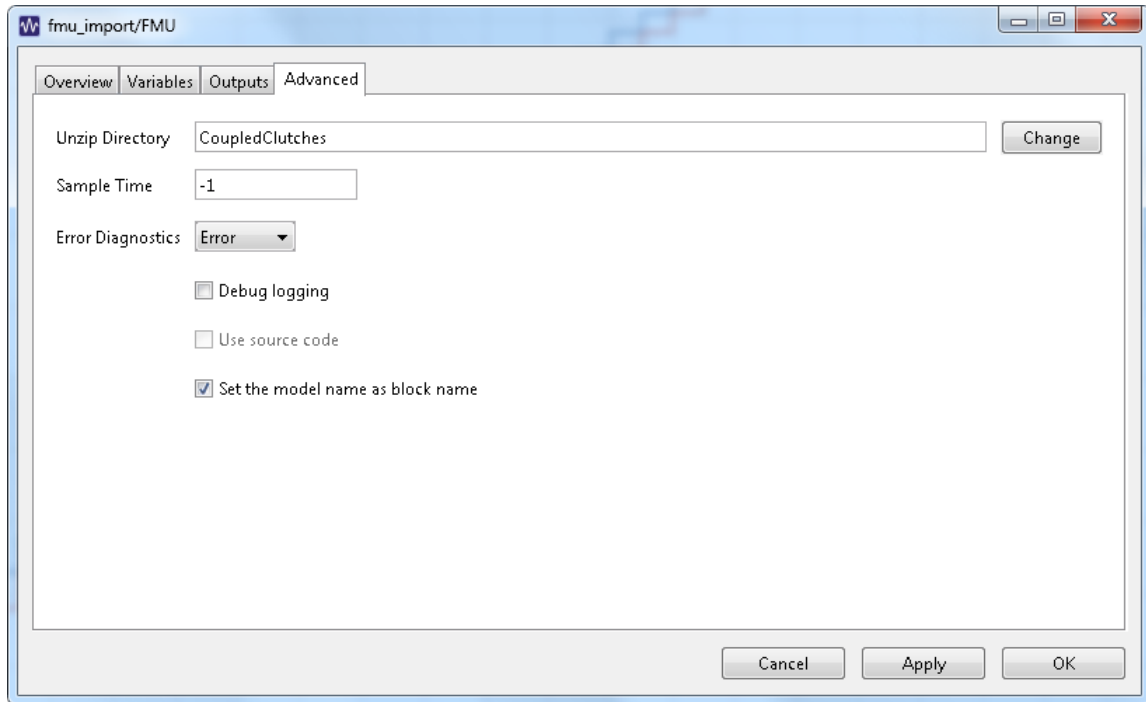 fmu_import/FMU
Overview Variables Outputs Advanced
Unzip Directory CoupledClutches Change
Sample Time -1
Error Diagnostics Error
Debug logging
Use source code
Set the model name as block name
Cancel Apply OK